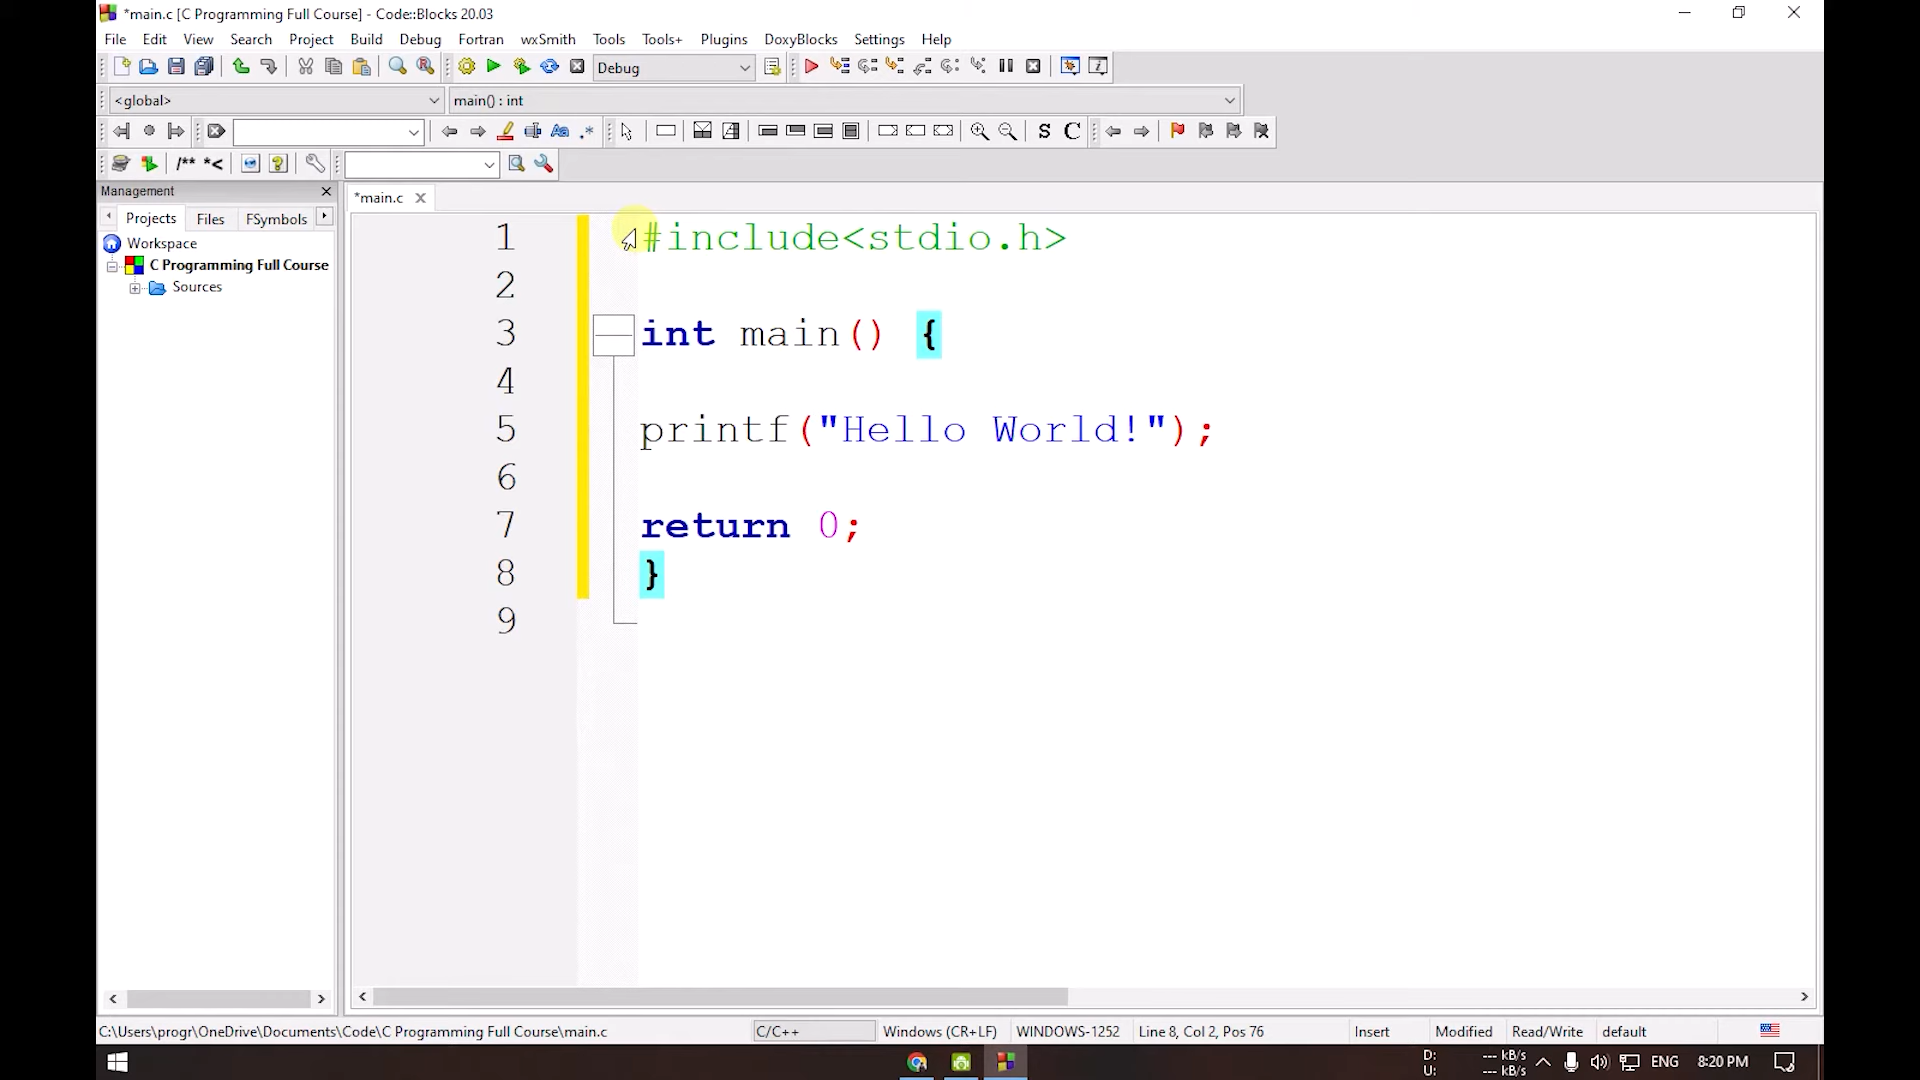 *main.c [C Programming Full Course] - Code::Blocks 20.03
File Edit View Search Project Build Debug Fortran wxSmith Tools Tools+ Plugins DoxyBlocks Settings Help
Debug
<global> main() : int
S C
/** *<
Management
*main.c
Projects Files FSymbols
Workspace
C Programming Full Course
Sources
1 #include<stdio.h>
2
3 int main() {
4
5 printf("Hello World!");
6
7 return 0;
8 }
9
C:\Users\progr\OneDrive\Documents\Code\C Programming Full Course\main.c C/C++ Windows (CR+LF) WINDOWS-1252 Line 8, Col 2, Pos 76 Insert Modified Read/Write default
D: --- kB/s
U: --- kB/s
ENG 8:20 PM